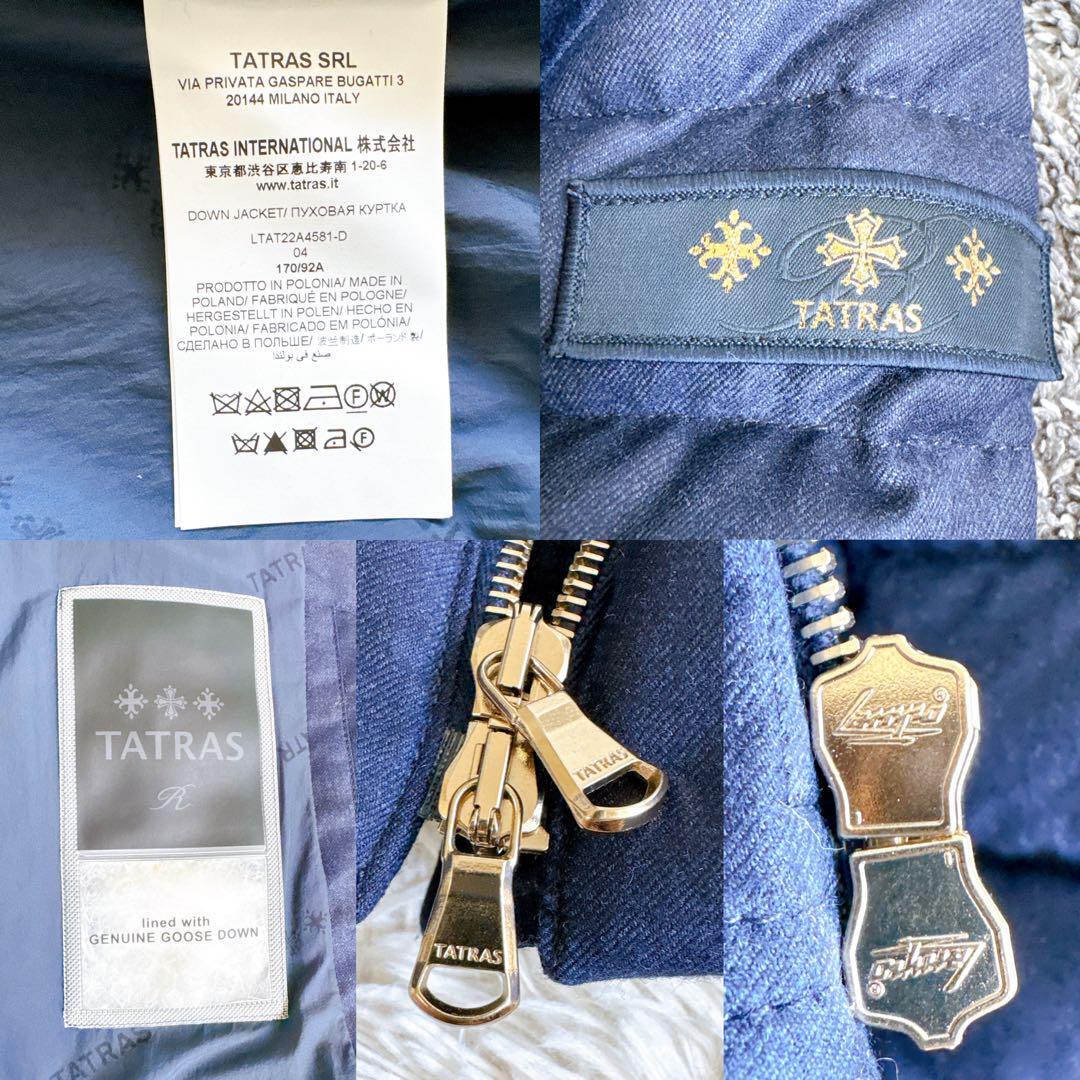 TATRAS SRL
VIA PRIVATA GASPARE BUGATTI 3
20144 MILANO ITALY
TATRAS INTERNATIONAL 株式会社
東京都渋谷区恵比寿南 1-20-6
www.tatras.it
DOWN JACKET/ ПУХОВАЯ КУРТКА
LTAT22A4581-D
04
170/92A
PRODOTTO IN POLONIA/ MADE IN
POLAND/ FABRIQUÉ EN POLOGNE/
HERGESTELLT IN POLEN/ HECHO EN
POLONIA/ FABRICADO EM POLÓNIA/
СДЕЛАНО В ПОЛЬШЕ/ 波兰制造/ ポーランド製/
صنع في بولندا
F W
F
TATRAS
TATRAS
TATRAS
R
lined with
GENUINE GOOSE DOWN
TATRAS
TATRAS
TATRAS
Lampo®
Lampo®